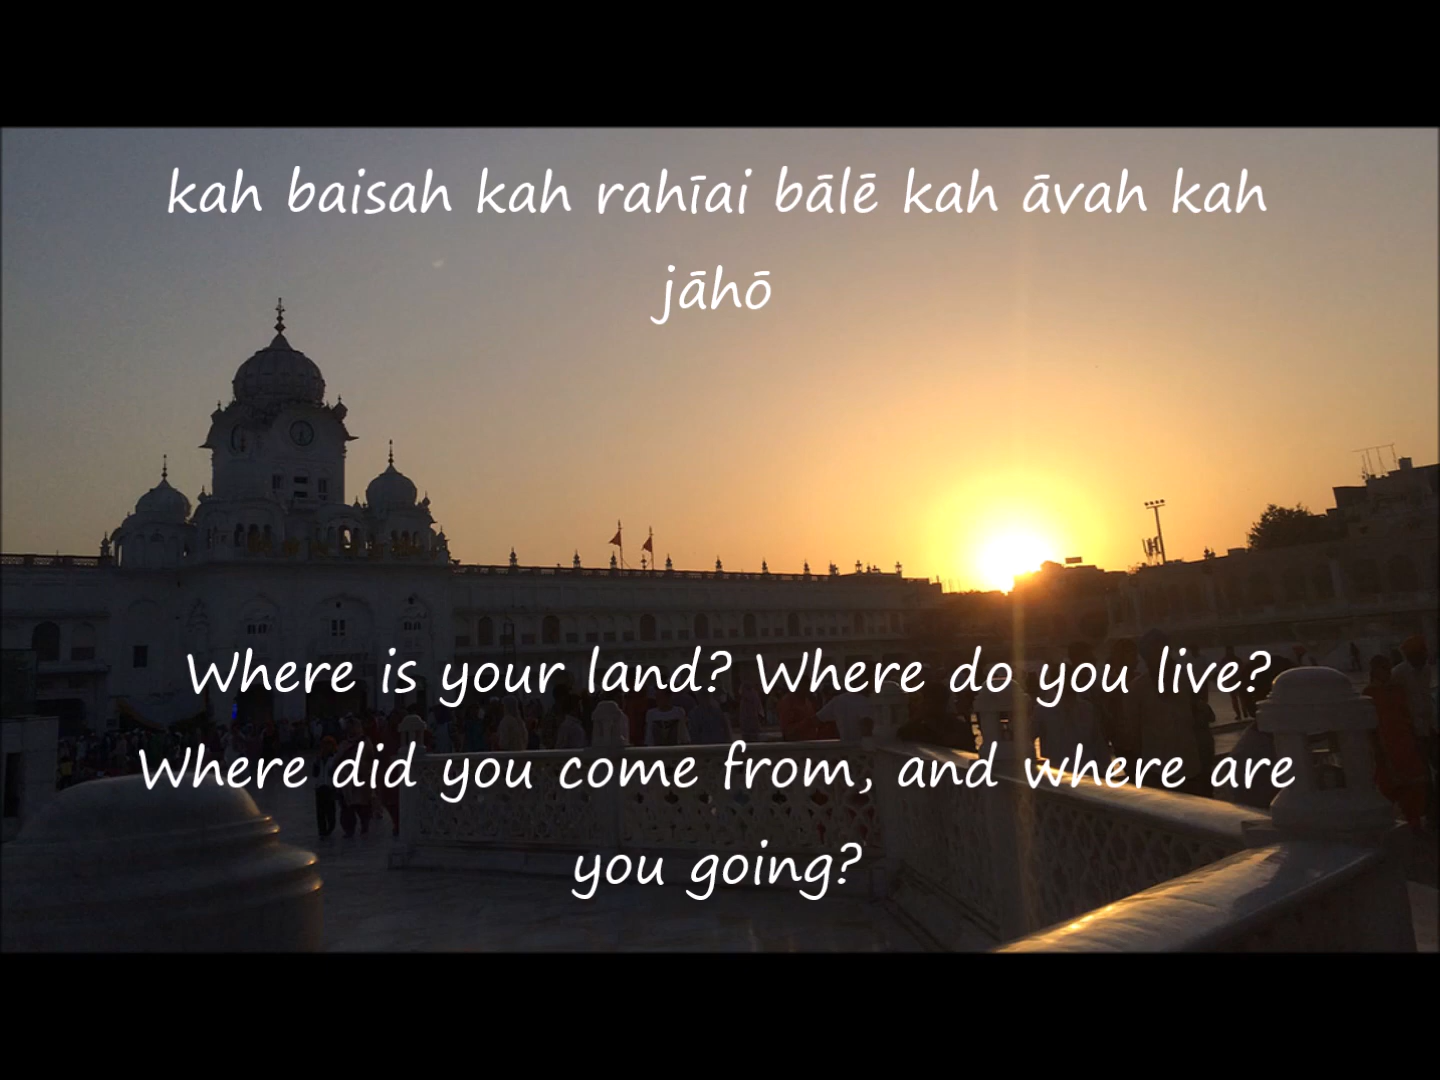 kah baisah kah rahīai bālē kah āvah kah
jāhō
Where is your land? Where do you live?
Where did you come from, and where are
you going?